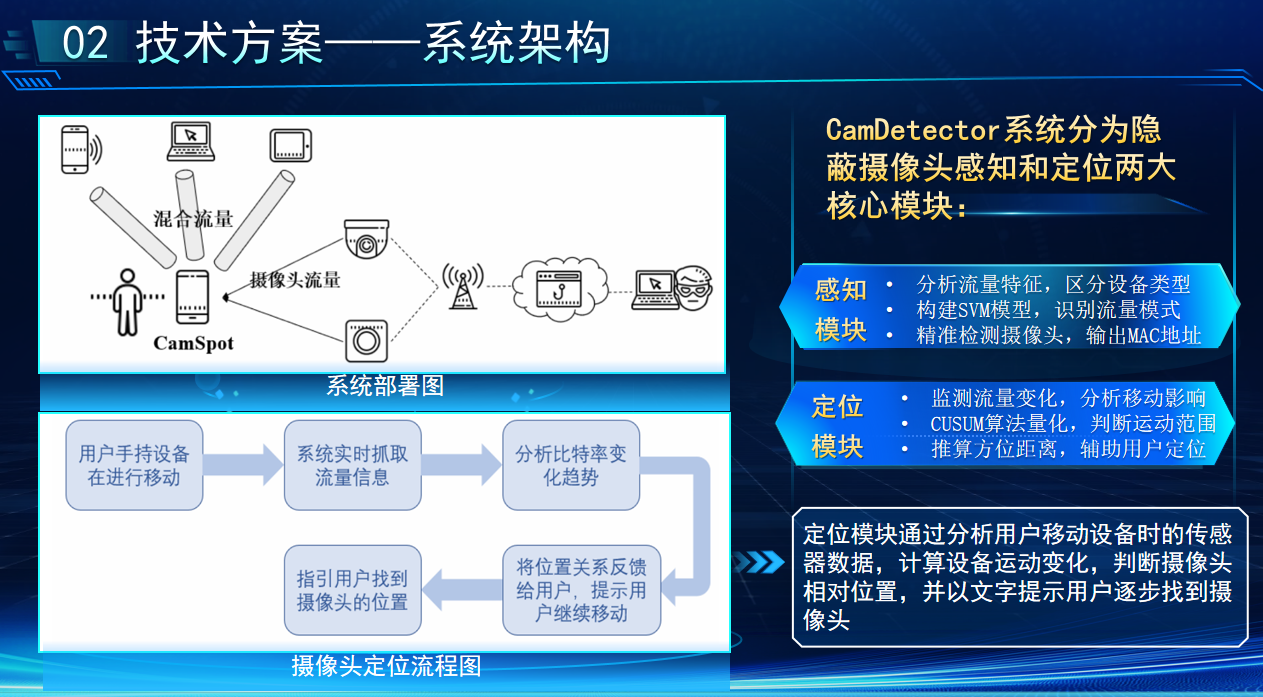 02 技术方案——系统架构
混合流量
摄像头流量
CamSpot
系统部署图
用户手持设备
在进行移动
系统实时抓取
流量信息
分析比特率变
化趋势
将位置关系反馈
给用户，提示用
户继续移动
指引用户找到
摄像头的位置
摄像头定位流程图
CamDetector系统分为隐
蔽摄像头感知和定位两大
核心模块：
感知
模块
• 分析流量特征，区分设备类型
• 构建SVM模型，识别流量模式
• 精准检测摄像头，输出MAC地址
定位
模块
• 监测流量变化，分析移动影响
• CUSUM算法量化，判断运动范围
• 推算方位距离，辅助用户定位
定位模块通过分析用户移动设备时的传感
器数据，计算设备运动变化，判断摄像头
相对位置，并以文字提示用户逐步找到摄
像头